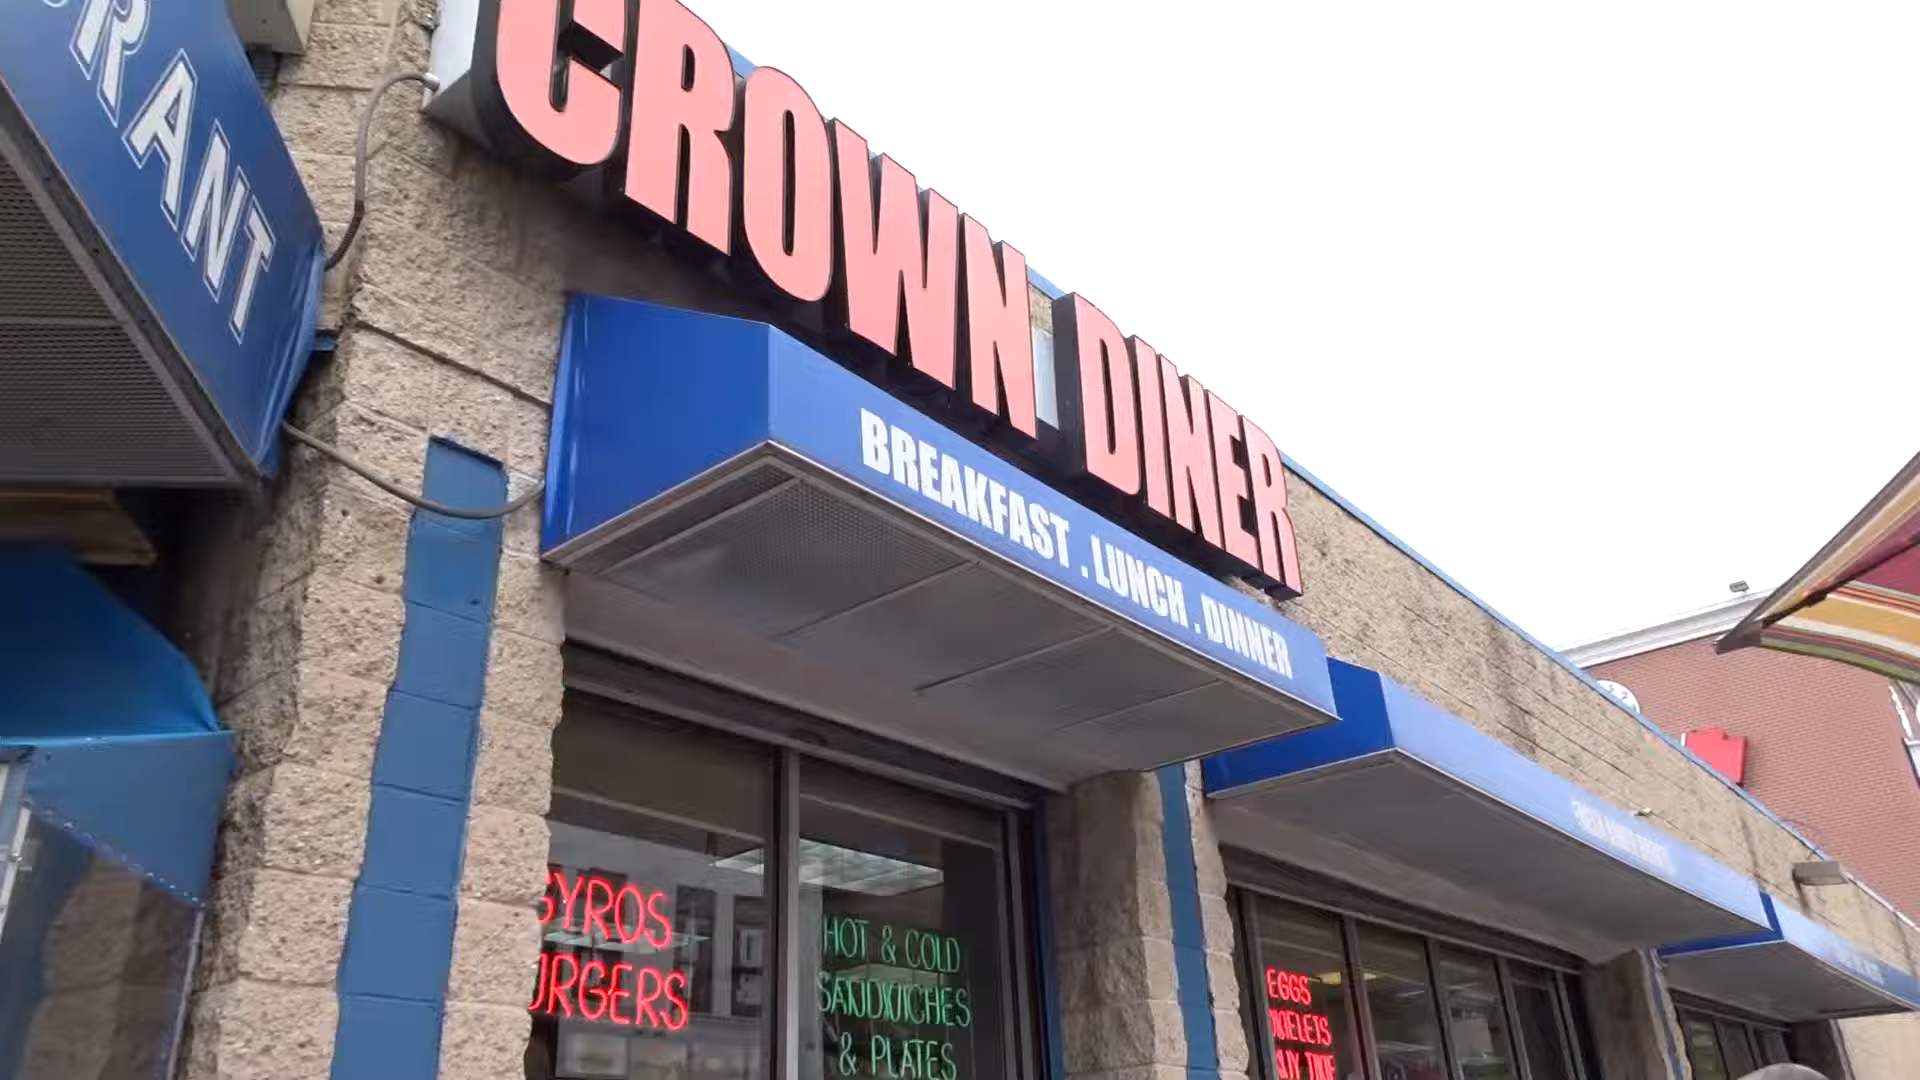 RANT
CROWN DINER
BREAKFAST . LUNCH . DINNER
GYROS
URGERS
HOT & COLD
SANDWICHES
& PLATES
EGGS